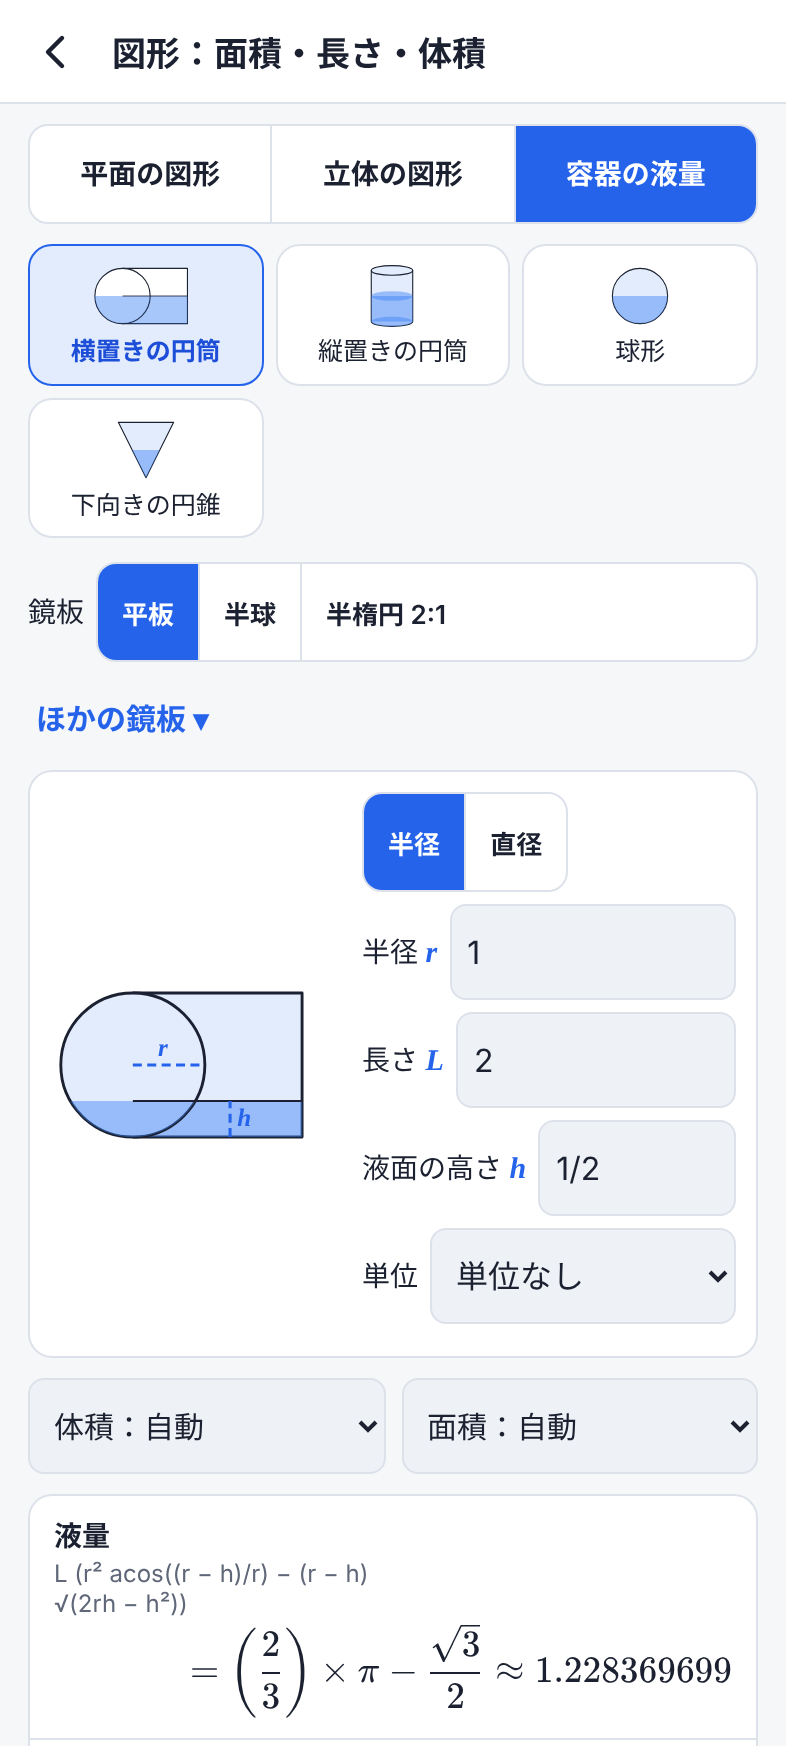 図形：面積・長さ・体積
平面の図形
立体の図形
容器の液量
横置きの円筒
縦置きの円筒
球形
下向きの円錐
鏡板
平板
半球
半楕円 2:1
ほかの鏡板 ▾
半径
直径
半径 r
1
長さ L
2
液面の高さ h
1/2
単位
単位なし
r
h
体積：自動
面積：自動
液量
L (r² acos((r − h)/r) − (r − h)
√(2rh − h²))
= (2/3) × π − √3/2 ≈ 1.228369699